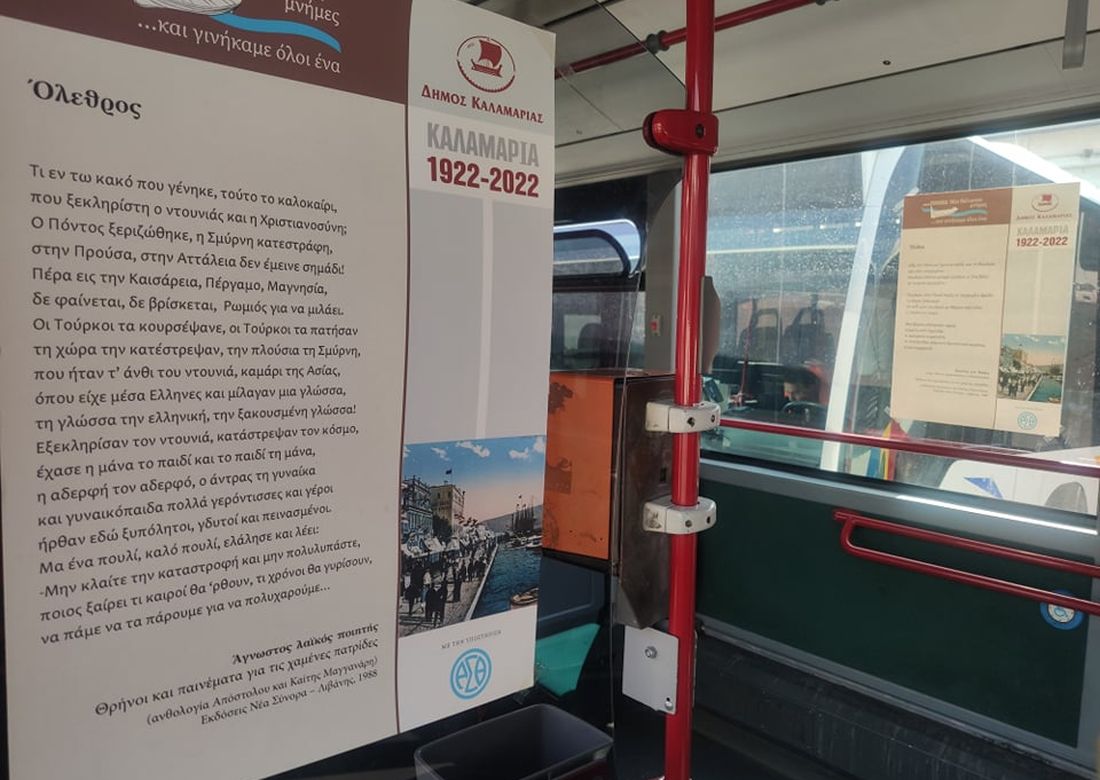 μνήμες
...και γινήκαμε όλοι ένα
Όλεθρος
Τι εν τω κακό που γένηκε, τούτο το καλοκαίρι,
που ξεκληρίστη ο ντουνιάς και η Χριστιανοσύνη;
Ο Πόντος ξεριζώθηκε, η Σμύρνη κατεστράφη,
στην Προύσα, στην Αττάλεια δεν έμεινε σημάδι!
Πέρα εις την Καισάρεια, Πέργαμο, Μαγνησία,
δε φαίνεται, δε βρίσκεται, Ρωμιός για να μιλάει.
Οι Τούρκοι τα κουρσέψανε, οι Τούρκοι τα πατήσαν
τη χώρα την κατέστρεψαν, την πλούσια τη Σμύρνη,
που ήταν τ’ άνθι του ντουνιά, καμάρι της Ασίας,
όπου είχε μέσα Ελληνες και μίλαγαν μια γλώσσα,
τη γλώσσα την ελληνική, την ξακουσμένη γλώσσα!
Εξεκληρίσαν τον ντουνιά, κατάστρεψαν τον κόσμο,
έχασε η μάνα το παιδί και το παιδί τη μάνα,
η αδερφή τον αδερφό, ο άντρας τη γυναίκα
και γυναικόπαιδα πολλά γερόντισσες και γέροι
ήρθαν εδώ ξυπόλητοι, γδυτοί και πεινασμένοι.
Μα ένα πουλί, καλό πουλί, ελάλησε και λέει:
-Μην κλαίτε την καταστροφή και μην πολυλυπάστε,
ποιος ξαίρει τι καιροί θα ‘ρθουν, τι χρόνοι θα γυρίσουν,
να πάμε να τα πάρουμε για να πολυχαρούμε...
Άγνωστος λαϊκός ποιητής
Θρήνοι και παινέματα για τις χαμένες πατρίδες
(ανθολογία Απόστολου και Καίτης Μαγγανάρη)
Εκδόσεις Νέα Σύνορα – Λιβάνης, 1988
ΔΗΜΟΣ ΚΑΛΑΜΑΡΙΑΣ
ΚΑΛΑΜΑΡΙΑ
1922-2022
ΜΕ ΤΗΝ ΥΠΟΣΤΗΡΙΞΗ
ΑΣΘ
ΔΗΜΟΣ ΚΑΛΑΜΑΡΙΑΣ
ΚΑΛΑΜΑΡΙΑ
1922-2022